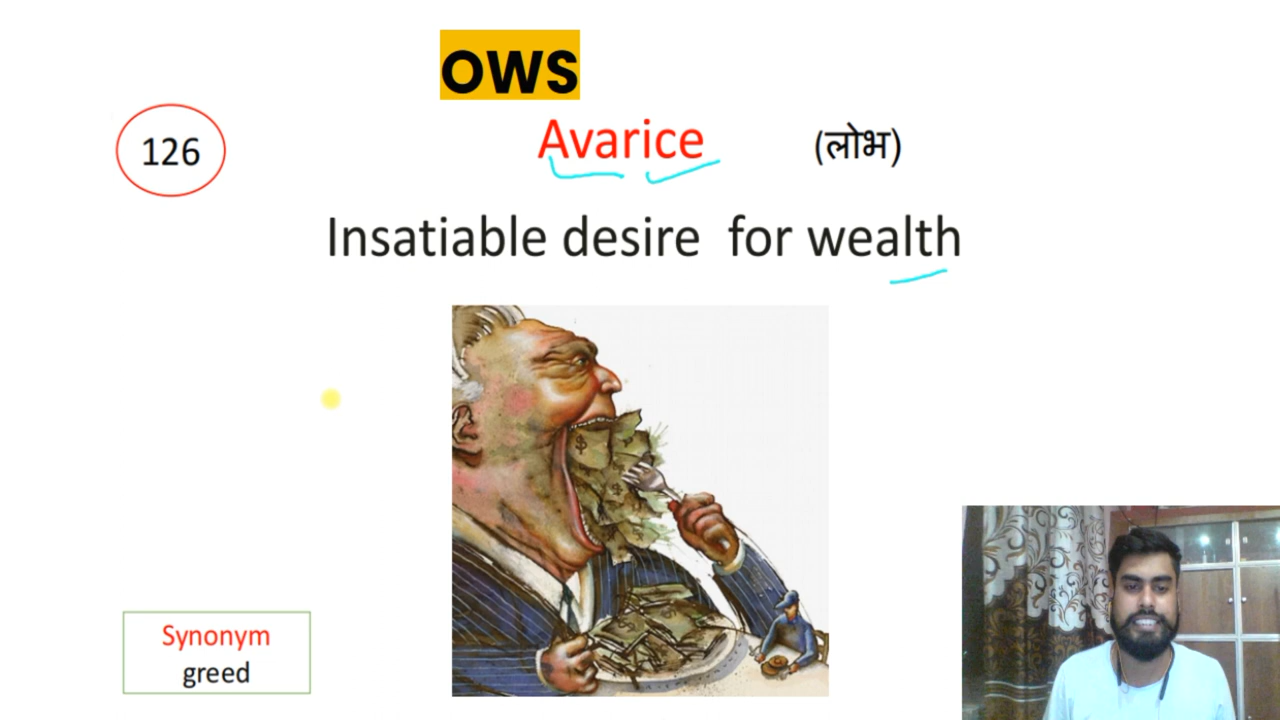 OWS
126
Avarice (लोभ)
Insatiable desire for wealth
$
$
Synonym
greed